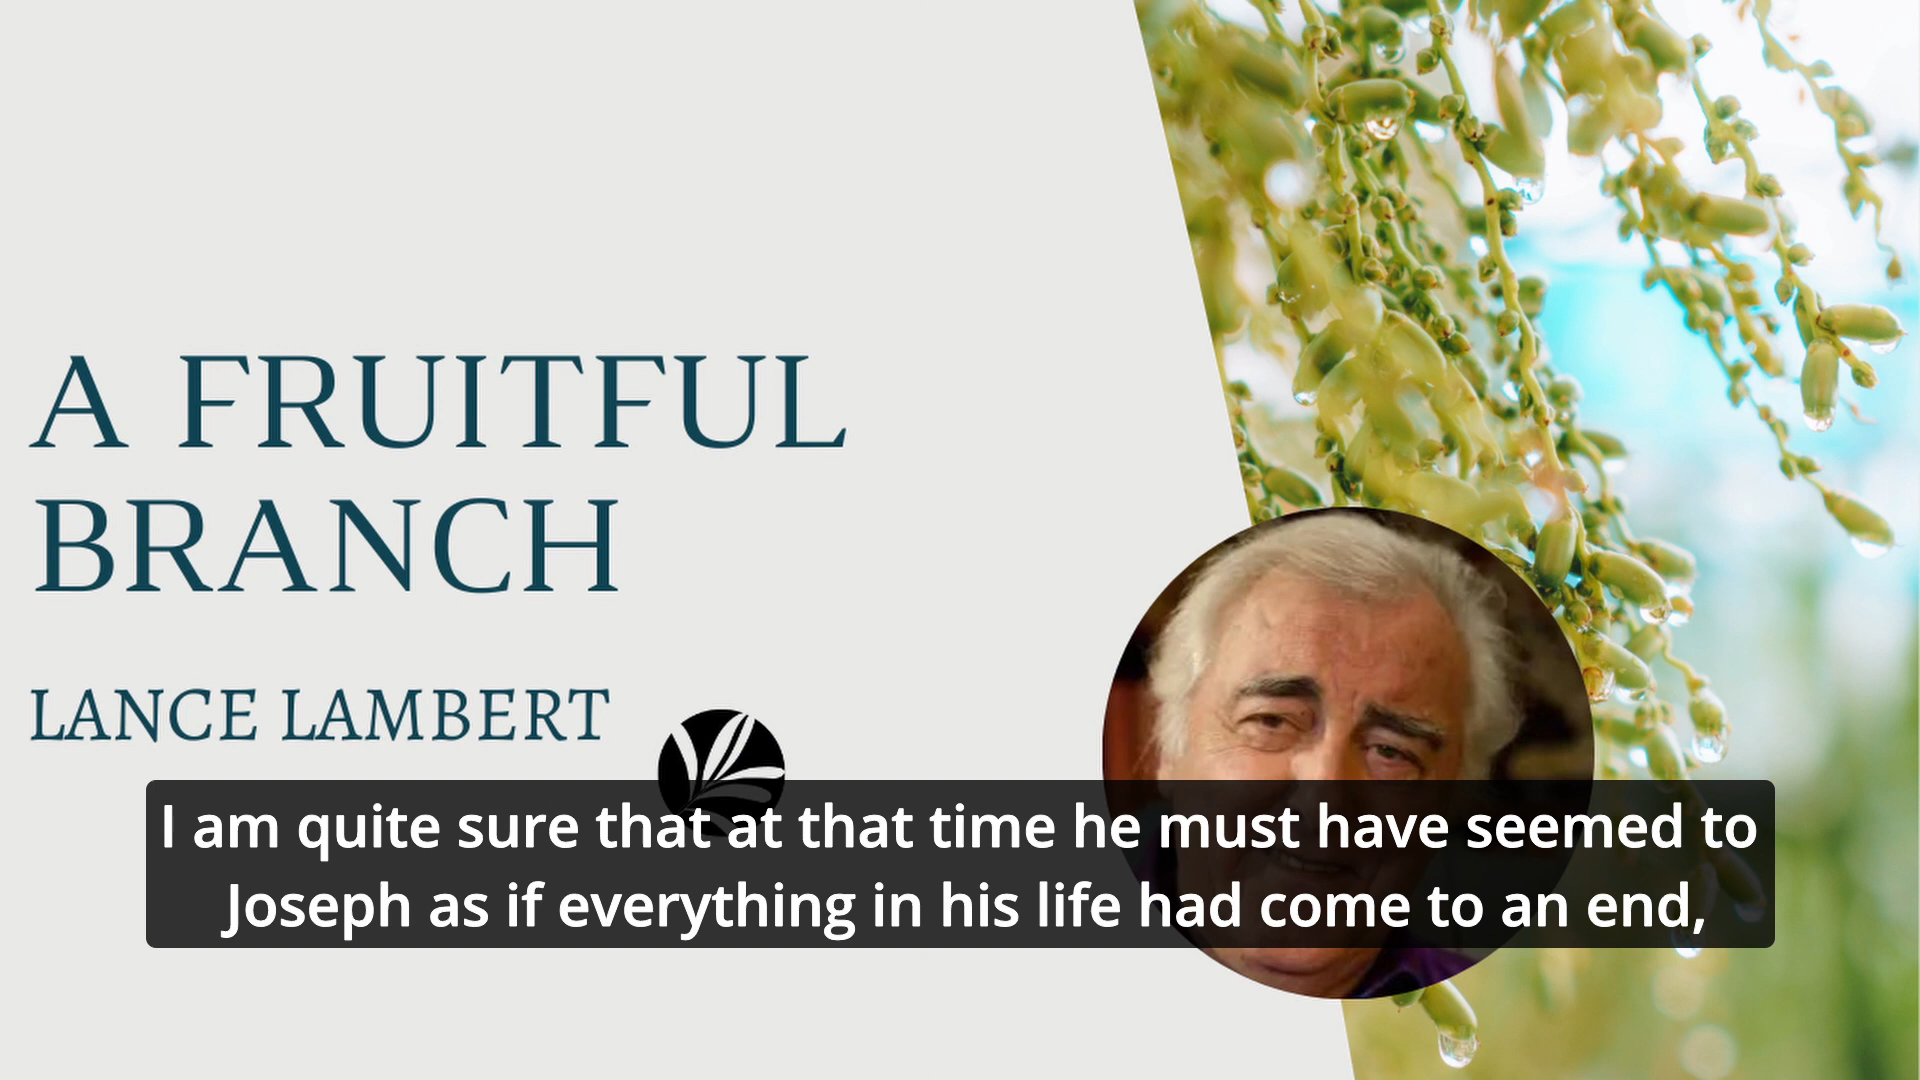 A FRUITFUL
BRANCH
LANCE LAMBERT
I am quite sure that at that time he must have seemed to
Joseph as if everything in his life had come to an end,